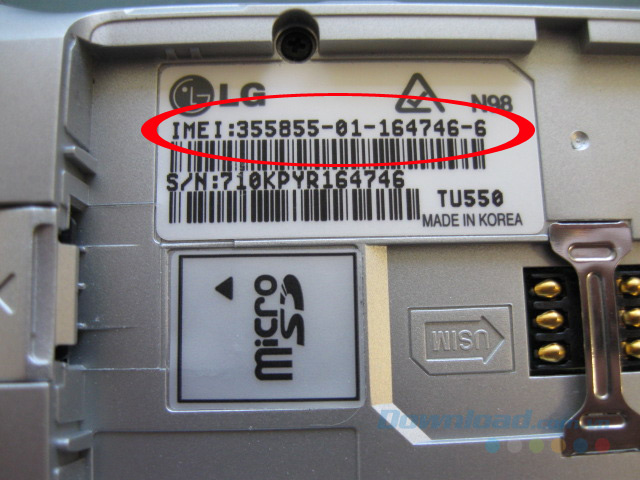 LG
N98
IMEI:355855-01-164746-6
S/N:710KPYR164746
TU550
MADE IN KOREA
micro
SD
USIM
Download